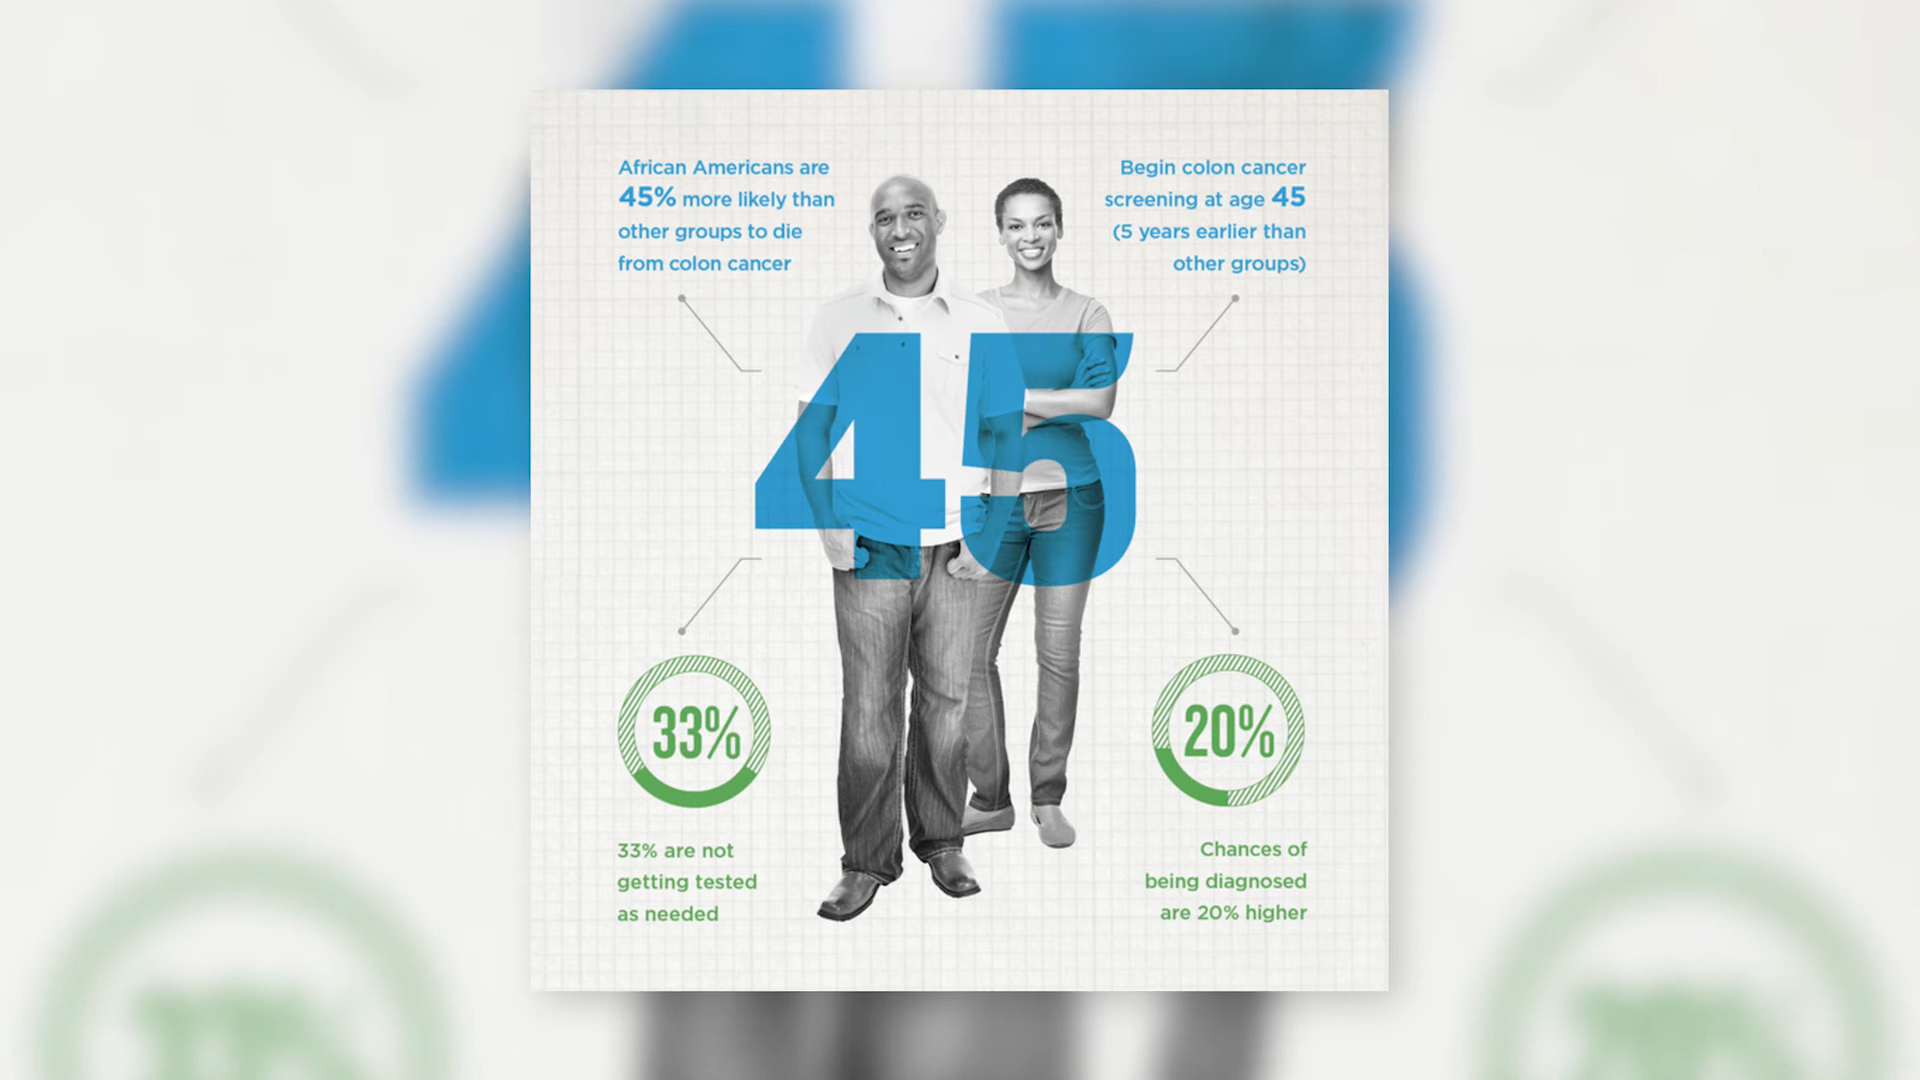 African Americans are
45% more likely than
other groups to die
from colon cancer
Begin colon cancer
screening at age 45
(5 years earlier than
other groups)
45
33%
33% are not
getting tested
as needed
20%
Chances of
being diagnosed
are 20% higher